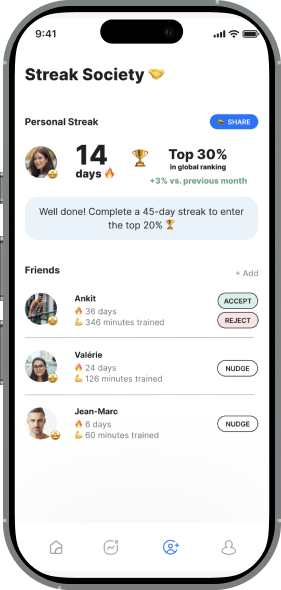 9:41
Streak Society 🤝
Personal Streak
SHARE
14
days 🔥
🏆 Top 30%
in global ranking
+3% vs. previous month
Well done! Complete a 45-day streak to enter
the top 20% 🏆
Friends
+ Add
Ankit
🔥 36 days
💪 346 minutes trained
ACCEPT
REJECT
Valérie
🔥 24 days
💪 126 minutes trained
NUDGE
Jean-Marc
🔥 6 days
💪 60 minutes trained
NUDGE